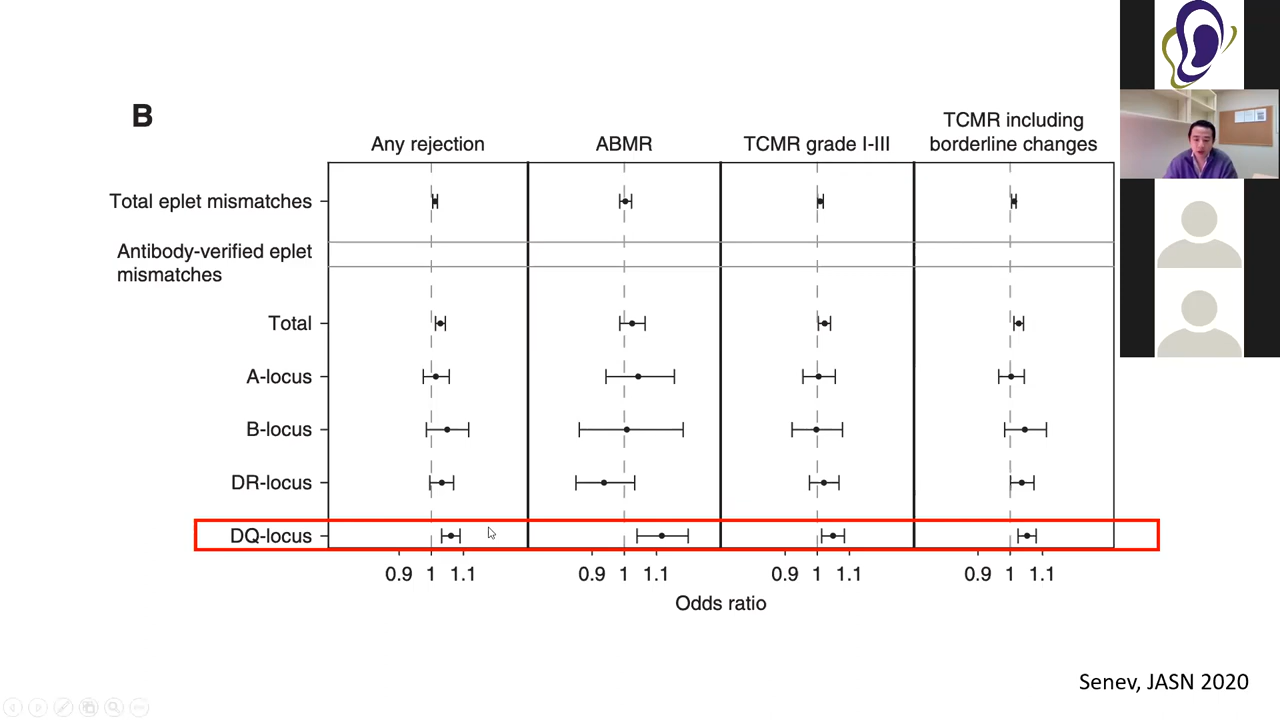 B
Any rejection
ABMR
TCMR grade I-III
TCMR including
borderline changes
Total eplet mismatches
Antibody-verified eplet
mismatches
Total
A-locus
B-locus
DR-locus
DQ-locus
0.9 1 1.1
0.9 1 1.1
0.9 1 1.1
0.9 1 1.1
Odds ratio
Senev, JASN 2020